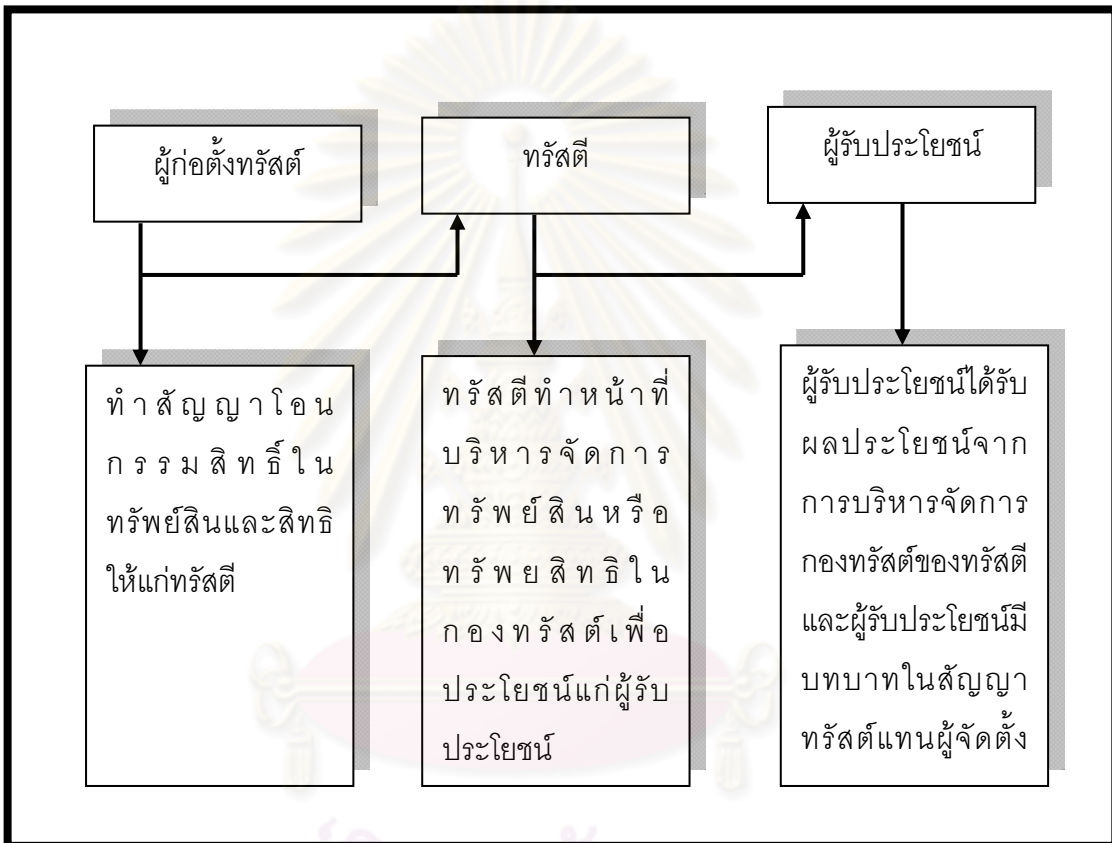 ผู้ก่อตั้งทรัสต์
ทรัสตี
ผู้รับประโยชน์
ทำสัญญาโอน
กรรมสิทธิ์ใน
ทรัพย์สินและสิทธิ
ให้แก่ทรัสตี
ทรัสตีทำหน้าที่
บริหารจัดการ
ทรัพย์สินหรือ
ทรัพยสิทธิใน
กองทรัสต์เพื่อ
ประโยชน์แก่ผู้รับ
ประโยชน์
ผู้รับประโยชน์ได้รับ
ผลประโยชน์จาก
การบริหารจัดการ
กองทรัสต์ของทรัสตี
และผู้รับประโยชน์มี
บทบาทในสัญญา
ทรัสต์แทนผู้จัดตั้ง